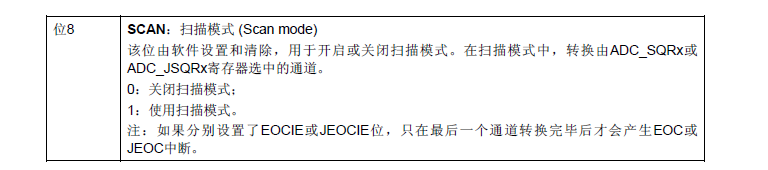 位8
SCAN：扫描模式 (Scan mode)
该位由软件设置和清除，用于开启或关闭扫描模式。在扫描模式中，转换由ADC_SQRx或
ADC_JSQRx寄存器选中的通道。
0：关闭扫描模式；
1：使用扫描模式。
注：如果分别设置了EOCIE或JEOCIE位，只在最后一个通道转换完毕后才会产生EOC或
JEOC中断。